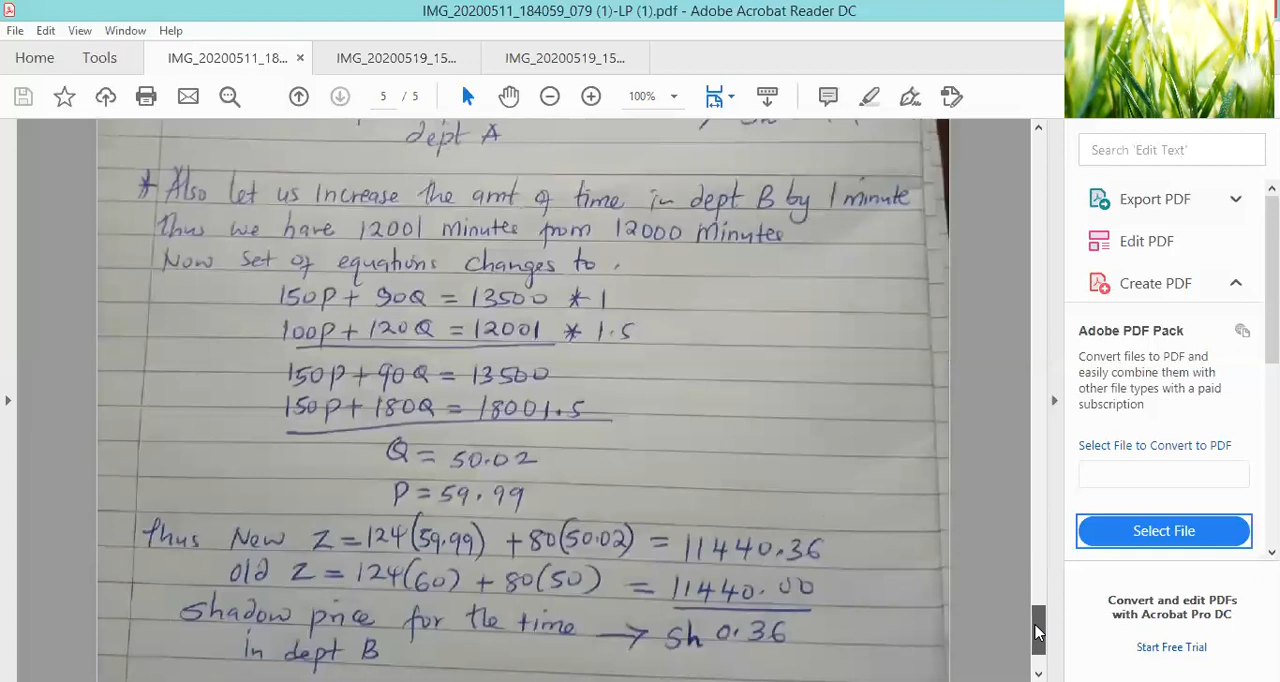 IMG_20200511_184059_079 (1)-LP (1).pdf - Adobe Acrobat Reader DC
File Edit View Window Help
Home Tools IMG_20200511_18... × IMG_20200519_15... IMG_20200519_15...
5 / 5 100%
dept A
* Also let us increase the amt of time in dept B by 1 minute
Thus we have 12001 minutes from 12000 minutes
Now set of equations changes to.
150P + 90Q = 13500 * 1
100P + 120Q = 12001 * 1.5
150P + 90Q = 13500
150P + 180Q = 18001.5
Q = 50.02
P = 59.99
Thus New Z = 124(59.99) + 80(50.02) = 11440.36
old Z = 124(60) + 80(50) = 11440.00
Shadow price for the time → Sh 0.36
in dept B
Search 'Edit Text'
Export PDF
Edit PDF
Create PDF
Adobe PDF Pack
Convert files to PDF and
easily combine them with
other file types with a paid
subscription
Select File to Convert to PDF
Select File
Convert and edit PDFs
with Acrobat Pro DC
Start Free Trial